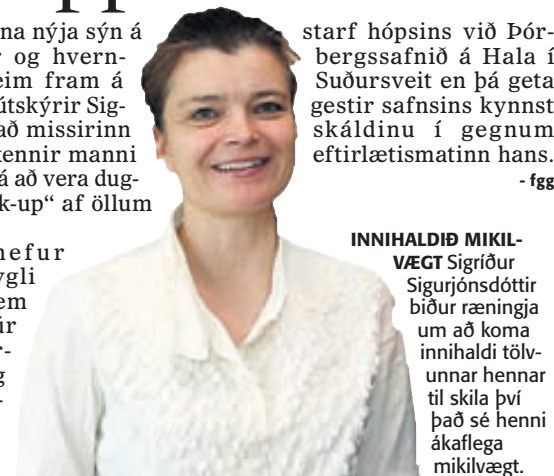 na nýja sýn á
og hvern-
eim fram á
útskýrir Sig-
að missirinn
kennir manni
á að vera dug-
k-up“ af öllum
hefur
ygli
em
úr
r-
g
-
starf hópsins við Þór-
bergssafnið á Hala í
Suðursveit en þá geta
gestir safnsins kynnst
skáldinu í gegnum
eftirlætismatinn hans.
- fgg
INNIHALDIÐ MIKIL-
VÆGT Sigríður
Sigurjónsdóttir
biður ræningja
um að koma
innihaldi tölv-
unnar hennar
til skila því
það sé henni
ákaflega
mikilvægt.